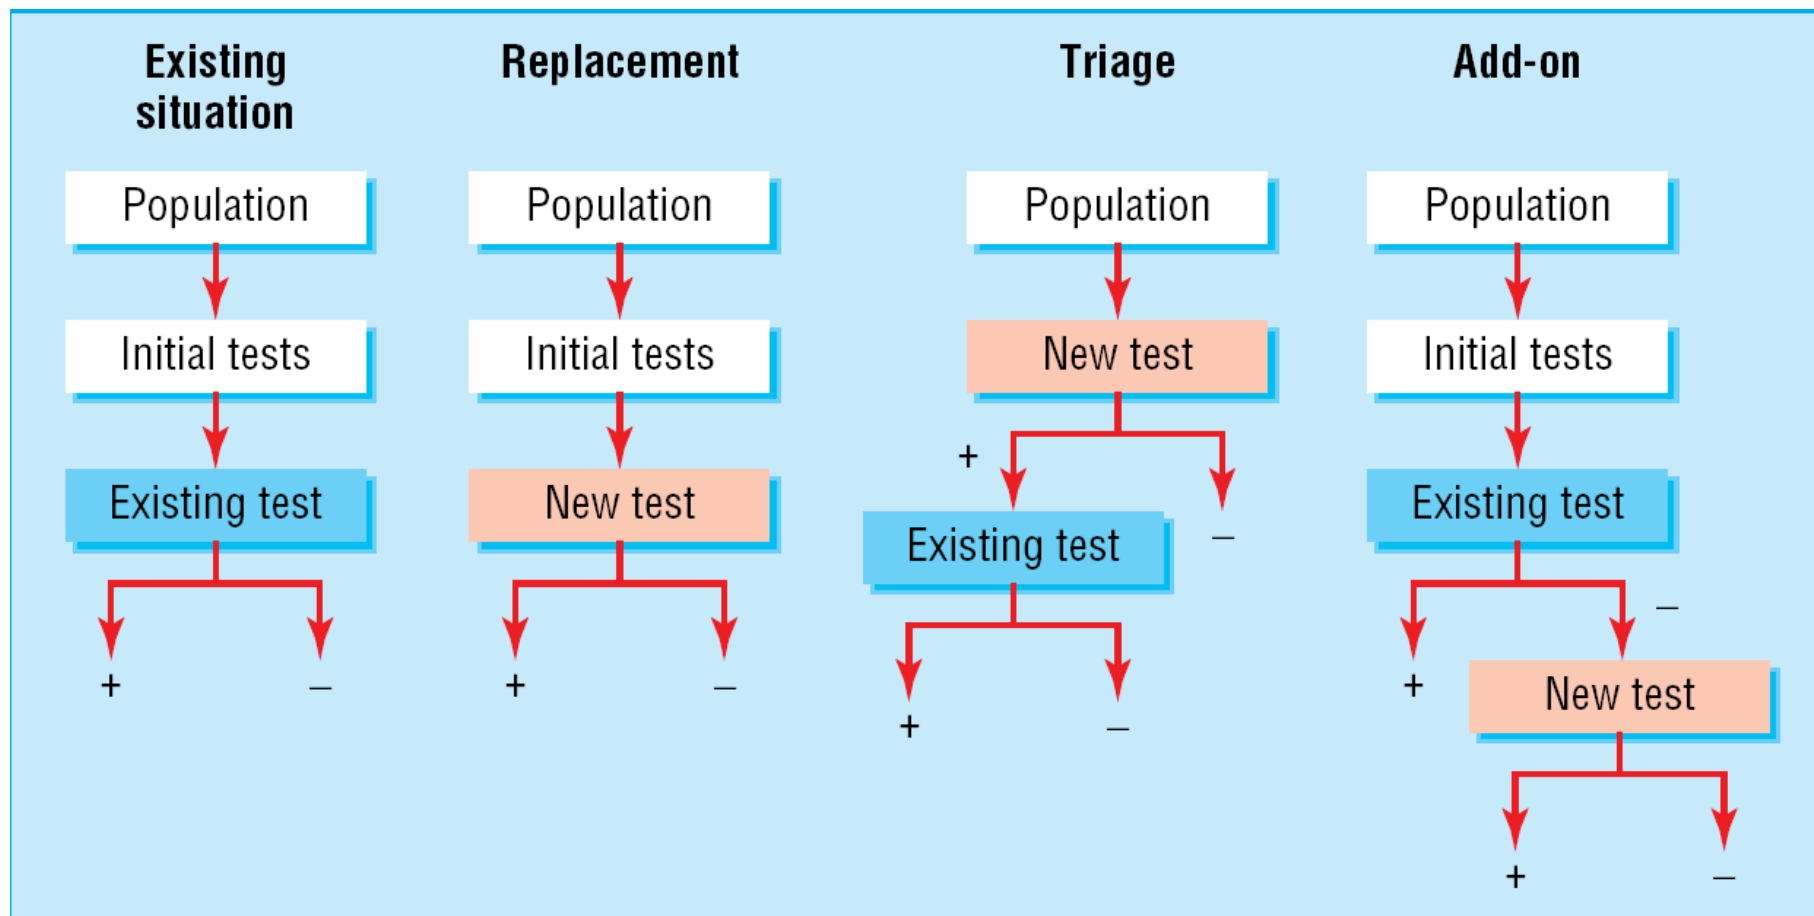 Existing
situation
Population
Initial tests
Existing test
+
–
Replacement
Population
Initial tests
New test
+
–
Triage
Population
New test
+
–
Existing test
+
–
Add-on
Population
Initial tests
Existing test
+
–
New test
+
–